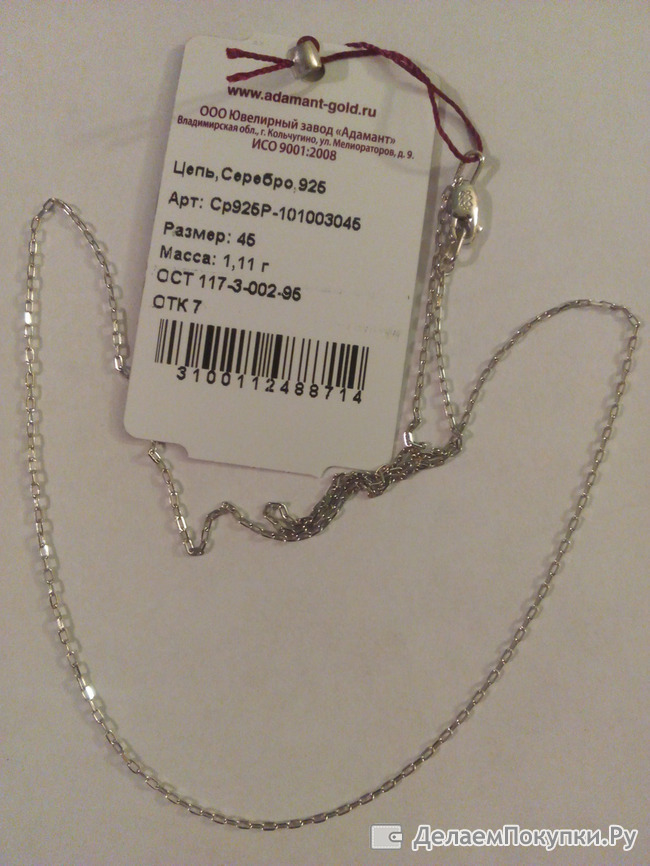 www.adamant-gold.ru
ООО Ювелирный завод «Адамант»
Владимирская обл., г. Кольчугино, ул. Мелиораторов, д. 9.
ИСО 9001:2008
Цепь,Серебро,925
Арт: Ср925Р-101003045
Размер: 45
Масса: 1,11 г
ОСТ 117-3-002-95
ОТК 7
3100112488714
ДелаемПокупки.Ру